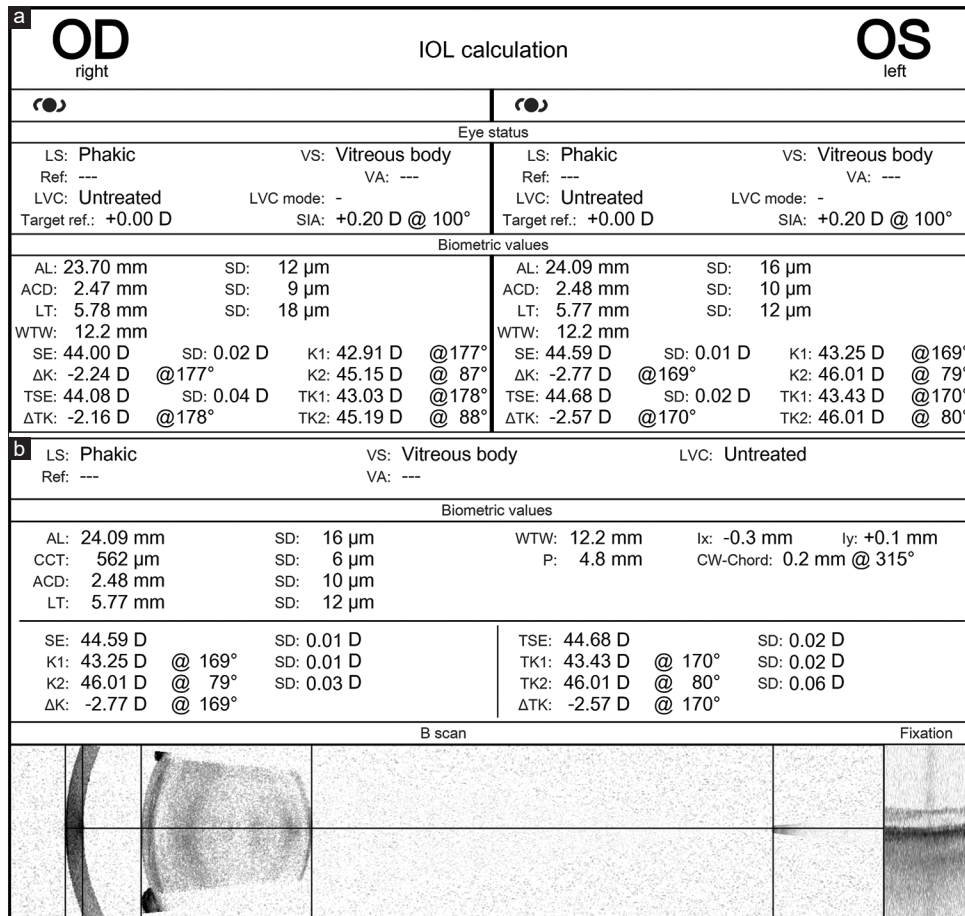 a
OD OS
right IOL calculation left
Eye status
LS: Phakic VS: Vitreous body LS: Phakic VS: Vitreous body
Ref: --- VA: --- Ref: --- VA: ---
LVC: Untreated LVC mode: - LVC: Untreated LVC mode: -
Target ref.: +0.00 D SIA: +0.20 D @ 100° Target ref.: +0.00 D SIA: +0.20 D @ 100°
Biometric values
AL: 23.70 mm SD: 12 µm AL: 24.09 mm SD: 16 µm
ACD: 2.47 mm SD: 9 µm ACD: 2.48 mm SD: 10 µm
LT: 5.78 mm SD: 18 µm LT: 5.77 mm SD: 12 µm
WTW: 12.2 mm WTW: 12.2 mm
SE: 44.00 D SD: 0.02 D K1: 42.91 D @177° SE: 44.59 D SD: 0.01 D K1: 43.25 D @169°
ΔK: -2.24 D @177° K2: 45.15 D @ 87° ΔK: -2.77 D @169° K2: 46.01 D @ 79°
TSE: 44.08 D SD: 0.04 D TK1: 43.03 D @178° TSE: 44.68 D SD: 0.02 D TK1: 43.43 D @170°
ΔTK: -2.16 D @178° TK2: 45.19 D @ 88° ΔTK: -2.57 D @170° TK2: 46.01 D @ 80°
b
LS: Phakic VS: Vitreous body LVC: Untreated
Ref: --- VA: ---
Biometric values
AL: 24.09 mm SD: 16 µm WTW: 12.2 mm Ix: -0.3 mm Iy: +0.1 mm
CCT: 562 µm SD: 6 µm P: 4.8 mm CW-Chord: 0.2 mm @ 315°
ACD: 2.48 mm SD: 10 µm
LT: 5.77 mm SD: 12 µm
SE: 44.59 D SD: 0.01 D TSE: 44.68 D SD: 0.02 D
K1: 43.25 D @ 169° SD: 0.01 D TK1: 43.43 D @ 170° SD: 0.02 D
K2: 46.01 D @ 79° SD: 0.03 D TK2: 46.01 D @ 80° SD: 0.06 D
ΔK: -2.77 D @ 169° ΔTK: -2.57 D @ 170°
B scan Fixation